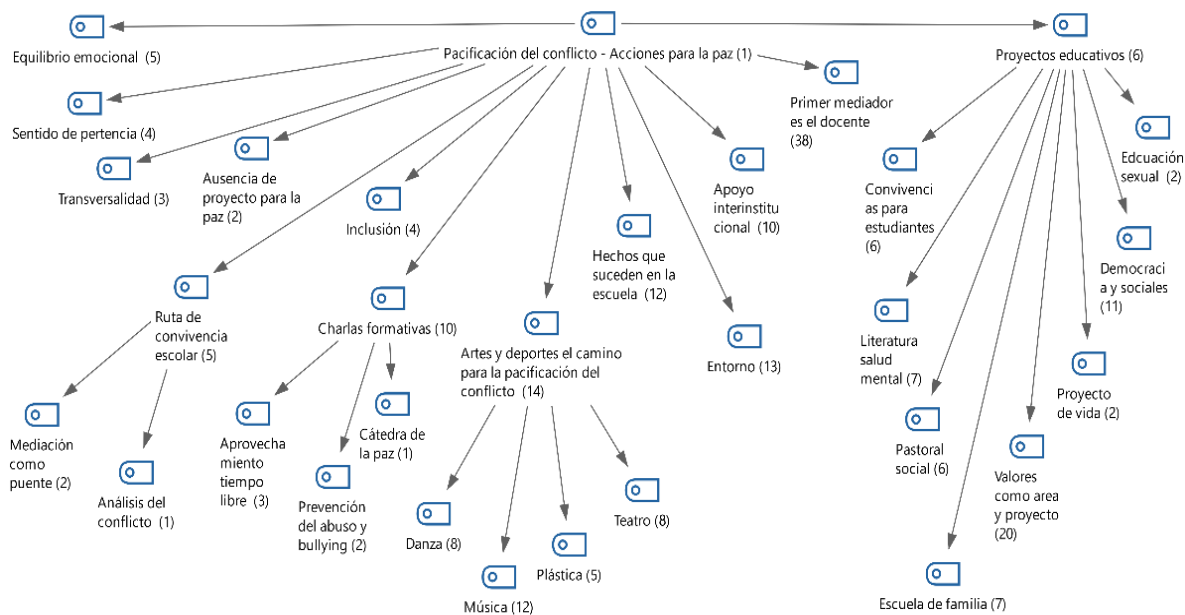 Equilibrio emocional (5)
Pacificación del conflicto - Acciones para la paz (1)
Proyectos educativos (6)
Sentido de pertencia (4)
Transversalidad (3)
Ausencia de
proyecto para la
paz (2)
Inclusión (4)
Hechos que
suceden en la
escuela (12)
Apoyo
interinstitu
cional (10)
Primer mediador
es el docente
(38)
Convivenci
as para
estudiantes
(6)
Edcuación
sexual (2)
Democraci
a y sociales
(11)
Ruta de
convivencia
escolar (5)
Charlas formativas (10)
Artes y deportes el camino
para la pacificación del
conflicto (14)
Entorno (13)
Literatura
salud
mental (7)
Proyecto
de vida (2)
Mediación
como
puente (2)
Análisis del
conflicto (1)
Aprovecha
miento
tiempo
libre (3)
Prevención
del abuso y
bullying (2)
Cátedra de
la paz (1)
Danza (8)
Música (12)
Plástica (5)
Teatro (8)
Pastoral
social (6)
Valores
como area
y proyecto
(20)
Escuela de familia (7)